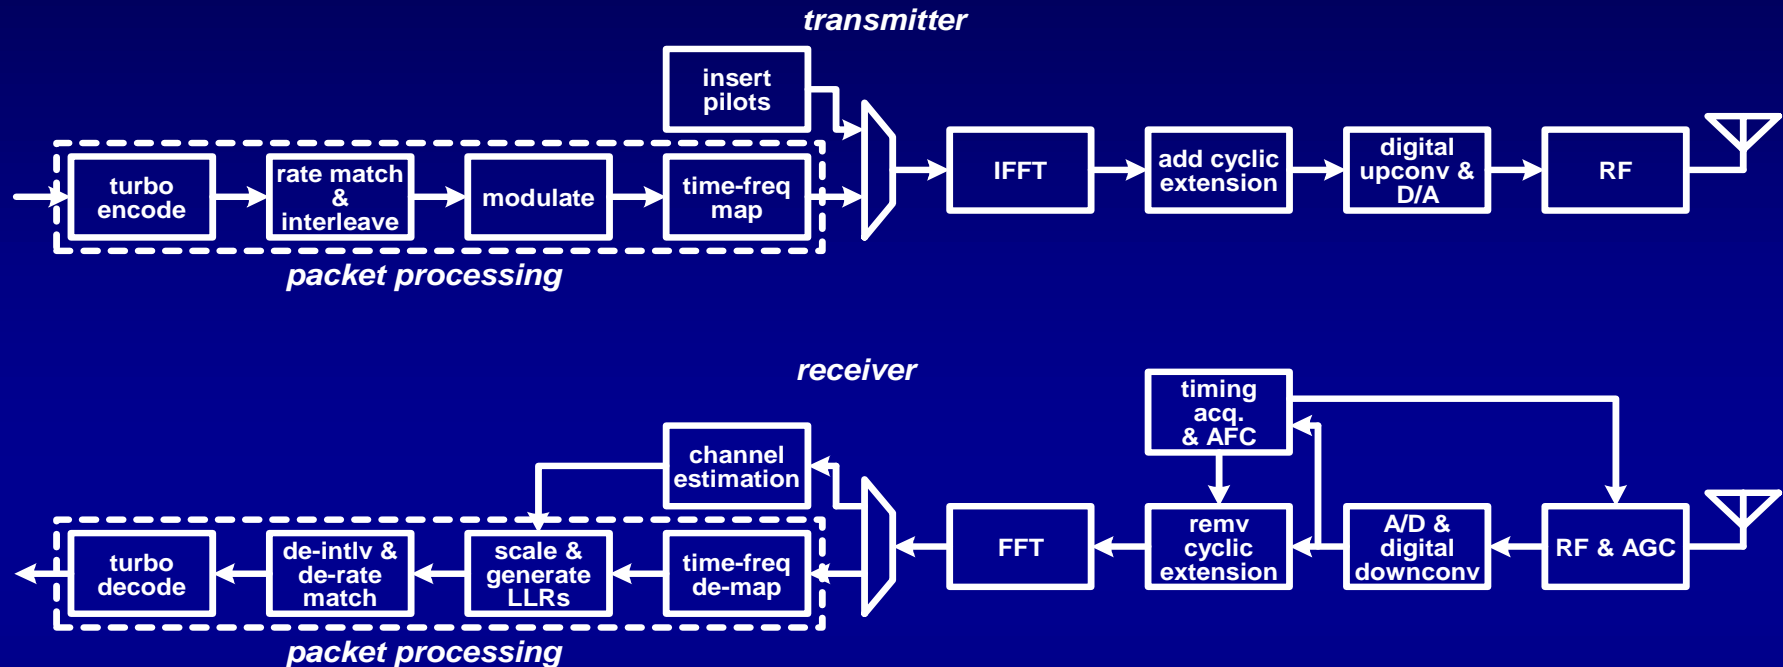 transmitter
insert
pilots
turbo
encode
rate match
&
interleave
modulate
time-freq
map
IFFT
add cyclic
extension
digital
upconv &
D/A
RF
packet processing
receiver
timing
acq.
& AFC
channel
estimation
turbo
decode
de-intlv &
de-rate
match
scale &
generate
LLRs
time-freq
de-map
FFT
remv
cyclic
extension
A/D &
digital
downconv
RF & AGC
packet processing